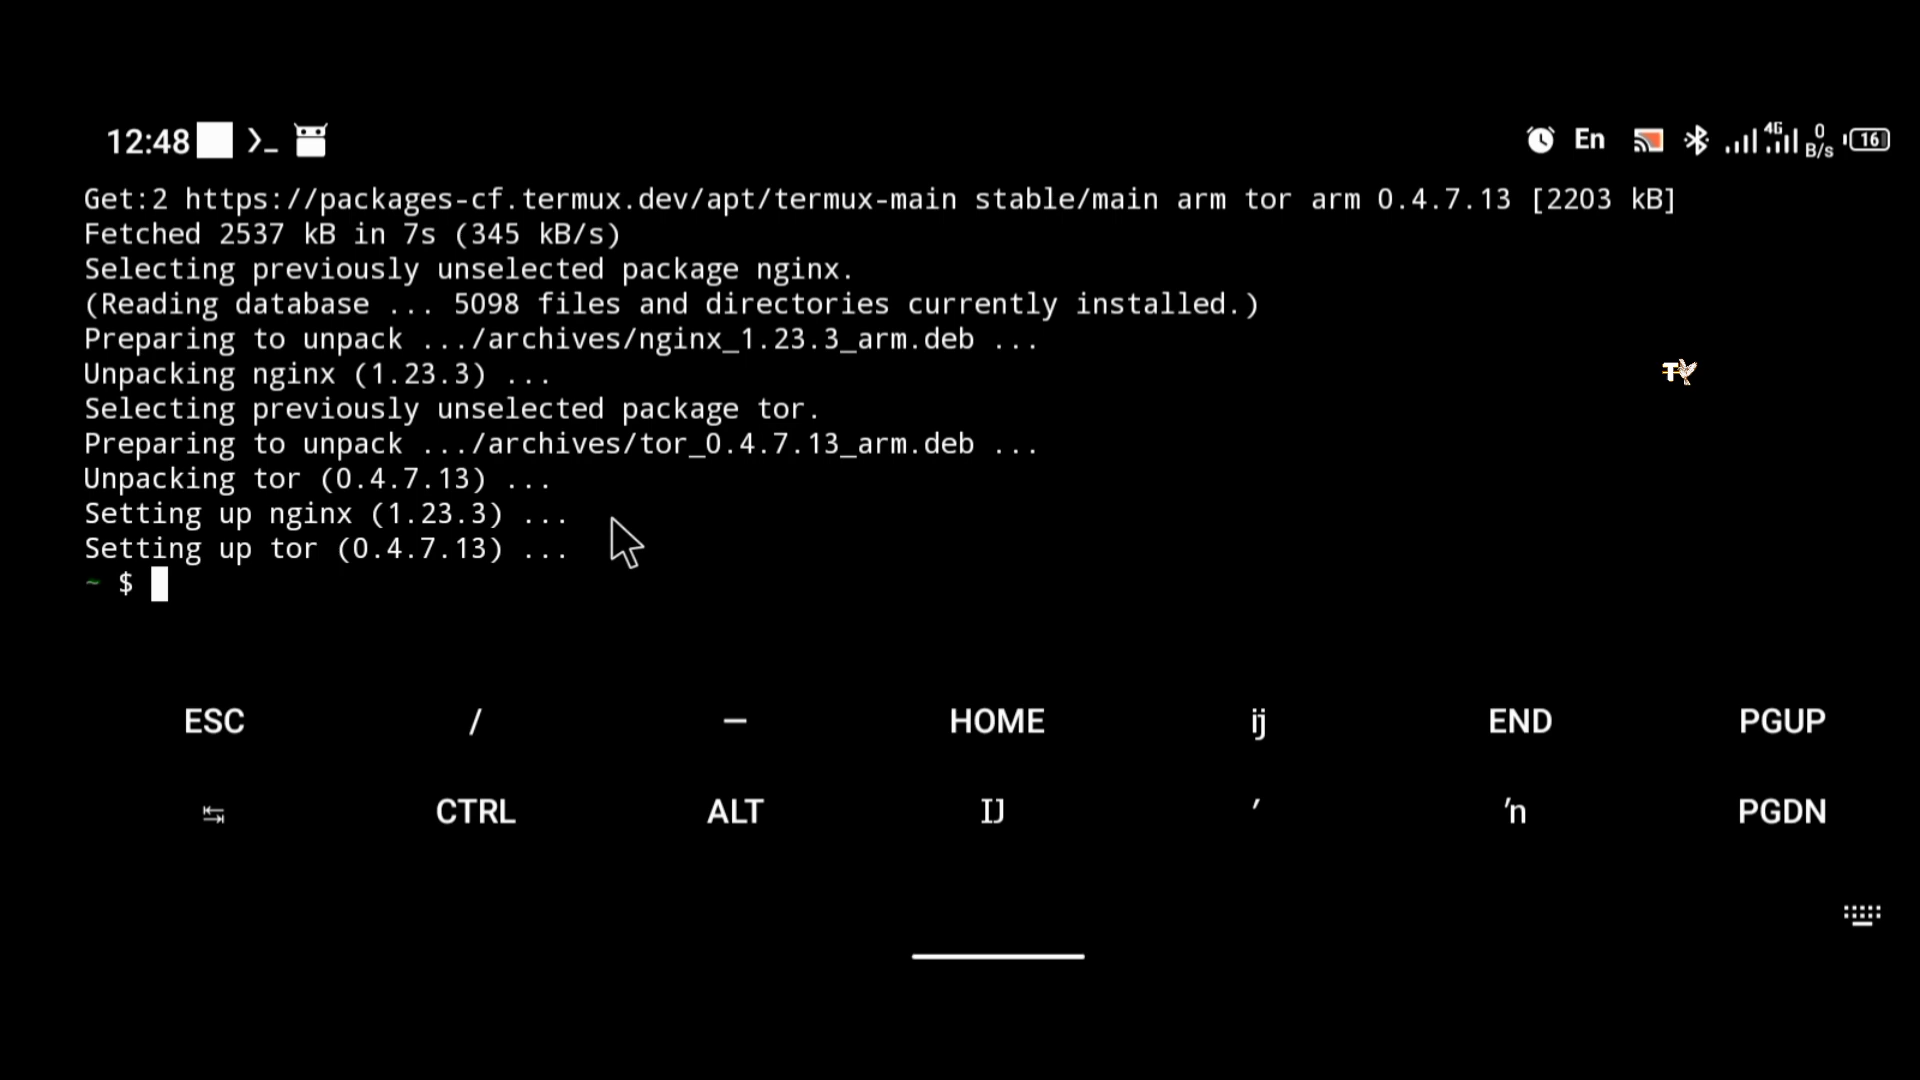 12:48
En
4G
0
B/s
16
Get:2 https://packages-cf.termux.dev/apt/termux-main stable/main arm tor arm 0.4.7.13 [2203 kB]
Fetched 2537 kB in 7s (345 kB/s)
Selecting previously unselected package nginx.
(Reading database ... 5098 files and directories currently installed.)
Preparing to unpack .../archives/nginx_1.23.3_arm.deb ...
Unpacking nginx (1.23.3) ...
Selecting previously unselected package tor.
Preparing to unpack .../archives/tor_0.4.7.13_arm.deb ...
Unpacking tor (0.4.7.13) ...
Setting up nginx (1.23.3) ...
Setting up tor (0.4.7.13) ...
~ $
ESC / — HOME ĳ END PGUP
↹ CTRL ALT Ĳ ′ ŉ PGDN